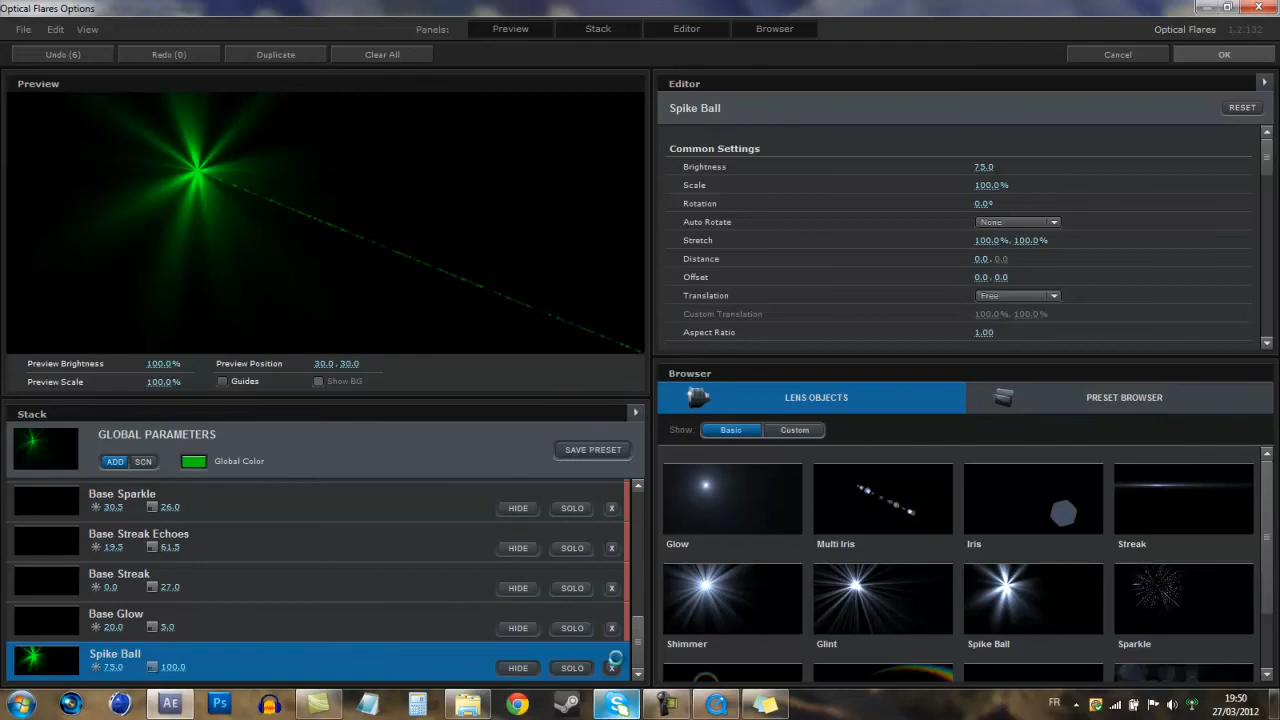 Optical Flares Options
File Edit View Panels: Preview Stack Editor Browser Optical Flares 1.2.132
Undo (6) Redo (0) Duplicate Clear All Cancel OK
Preview
Editor
Spike Ball RESET
Common Settings
Brightness 75.0
Scale 100.0%
Rotation 0.0º
Auto Rotate None
Stretch 100.0%, 100.0%
Distance 0.0, 0.0
Offset 0.0, 0.0
Translation Free
Custom Translation 100.0%, 100.0%
Aspect Ratio 1.00
Preview Brightness 100.0% Preview Position 30.0, 30.0
Preview Scale 100.0% Guides Show BG
Stack
GLOBAL PARAMETERS
ADD SCN Global Color SAVE PRESET
Base Sparkle
30.5 26.0 HIDE SOLO X
Base Streak Echoes
19.5 61.5 HIDE SOLO X
Base Streak
0.0 27.0 HIDE SOLO X
Base Glow
20.0 5.0 HIDE SOLO X
Spike Ball
75.0 100.0 HIDE SOLO X
Browser
LENS OBJECTS PRESET BROWSER
Show: Basic Custom
Glow Multi Iris Iris Streak
Shimmer Glint Spike Ball Sparkle
Ae Ps FR 19:50
27/03/2012